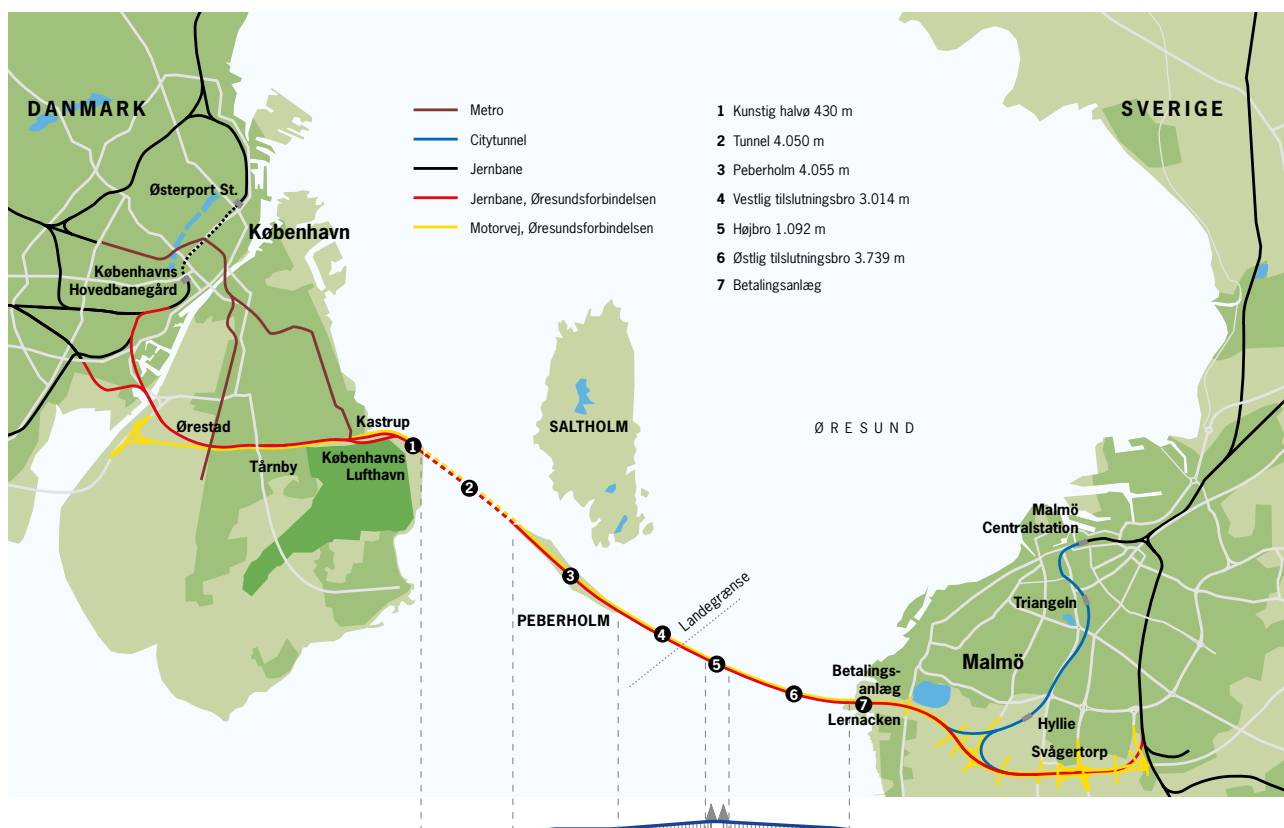 DANMARK
SVERIGE
Metro
Citytunnel
Jernbane
Jernbane, Øresundsforbindelsen
Motorvej, Øresundsforbindelsen
1 Kunstig halvø 430 m
2 Tunnel 4.050 m
3 Peberholm 4.055 m
4 Vestlig tilslutningsbro 3.014 m
5 Højbro 1.092 m
6 Østlig tilslutningsbro 3.739 m
7 Betalingsanlæg
Østerport St.
København
Københavns
Hovedbanegård
Ørestad
Kastrup
Tårnby
Københavns
Lufthavn
SALTHOLM
ØRESUND
1
2
3
PEBERHOLM
4
Landegrænse
5
6
Betalings-
anlæg
7
Lernacken
Malmö
Centralstation
Triangeln
Malmö
Hyllie
Svågertorp